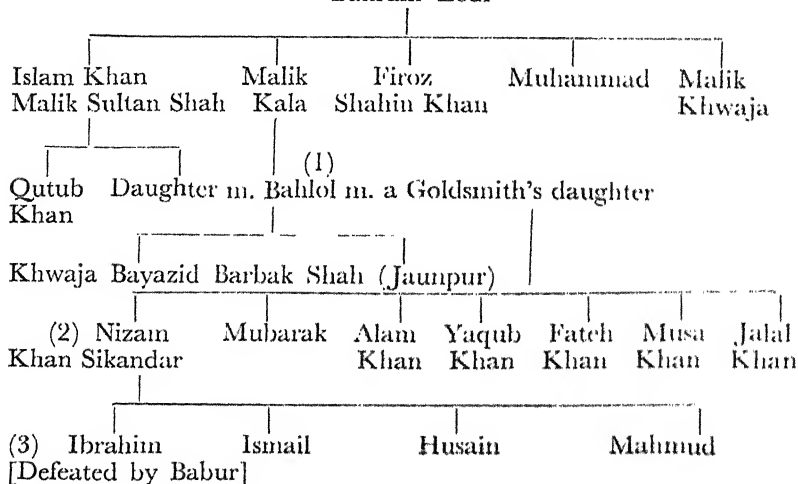 Islam Khan Malik Firoz Muhammad Malik
Malik Sultan Shah Kala Shahin Khan Khwaja
(1)
Qutub Daughter m. Bahlol m. a Goldsmith's daughter
Khan
Khwaja Bayazid Barbak Shah (Jaunpur)
(2) Nizam Mubarak Alam Yaqub Fateh Musa Jalal
Khan Sikandar Khan Khan Khan Khan Khan
(3) Ibrahim Ismail Husain Mahmud
[Defeated by Babur]